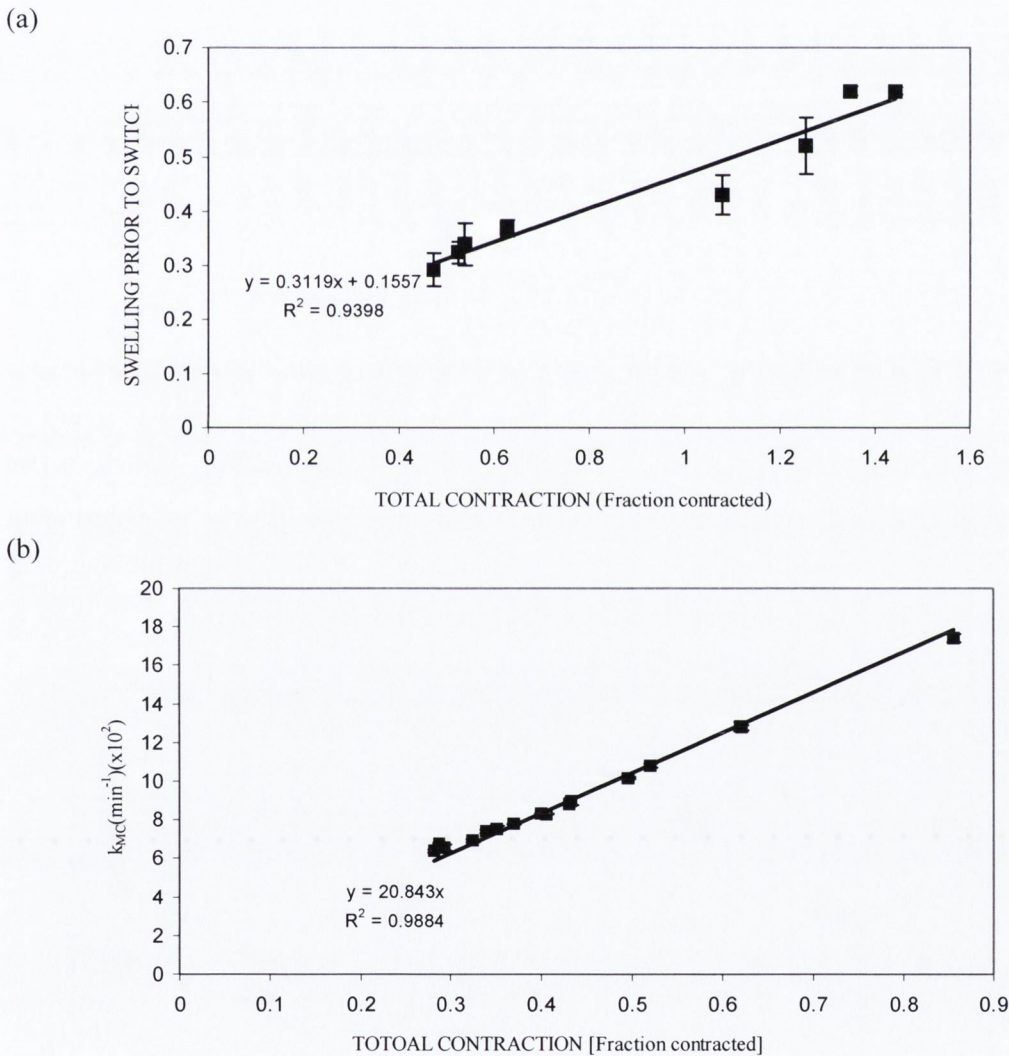 (a)
SWELLING PRIOR TO SWITCH
0.7
0.6
0.5
0.4
0.3
0.2
0.1
0
y = 0.3119x + 0.1557
R² = 0.9398
0 0.2 0.4 0.6 0.8 1 1.2 1.4 1.6
TOTAL CONTRACTION (Fraction contracted)
(b)
k_MC(min⁻¹)(x10²)
20
18
16
14
12
10
8
6
4
2
0
y = 20.843x
R² = 0.9884
0 0.1 0.2 0.3 0.4 0.5 0.6 0.7 0.8 0.9
TOTOAL CONTRACTION [Fraction contracted]